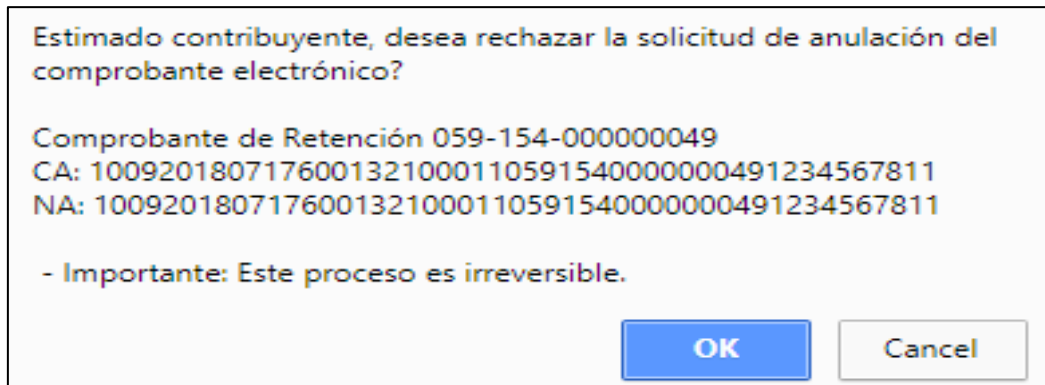 Estimado contribuyente, desea rechazar la solicitud de anulación del
comprobante electrónico?
Comprobante de Retención 059-154-000000049
CA: 1009201807176001321000110591540000000491234567811
NA: 1009201807176001321000110591540000000491234567811
- Importante: Este proceso es irreversible.
OK
Cancel